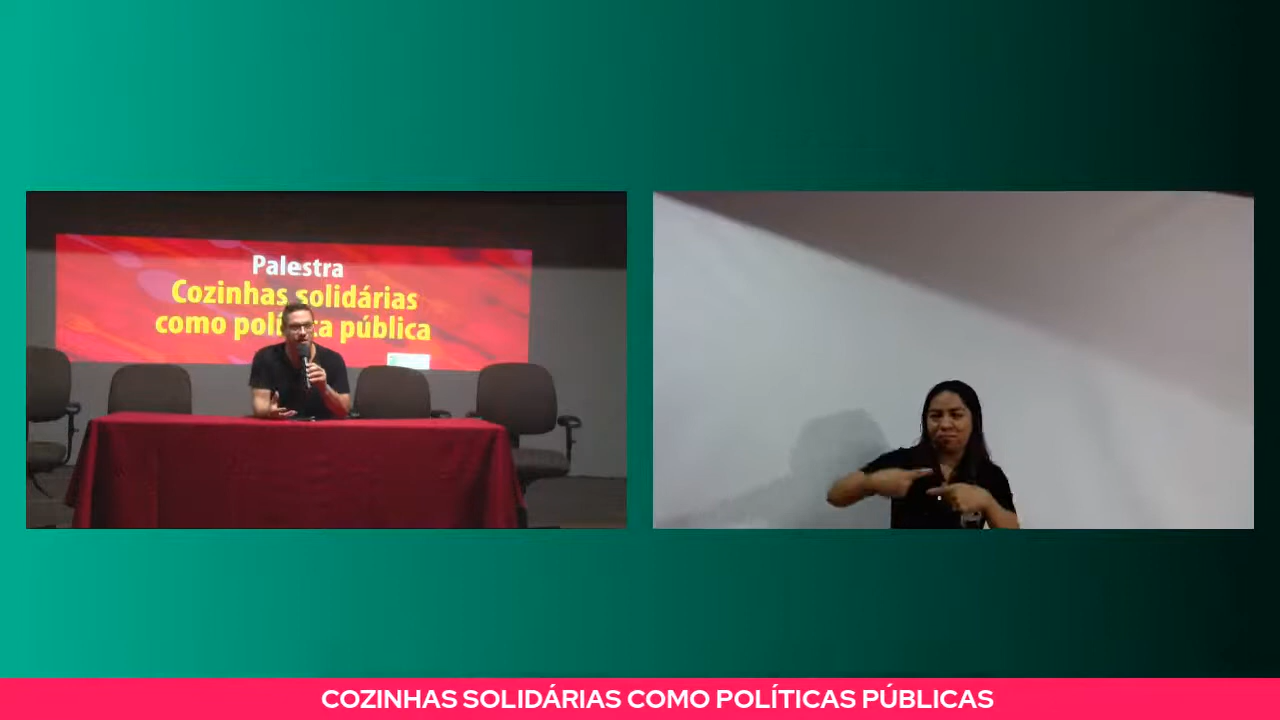 Palestra
Cozinhas solidárias
como política pública
COZINHAS SOLIDÁRIAS COMO POLÍTICAS PÚBLICAS